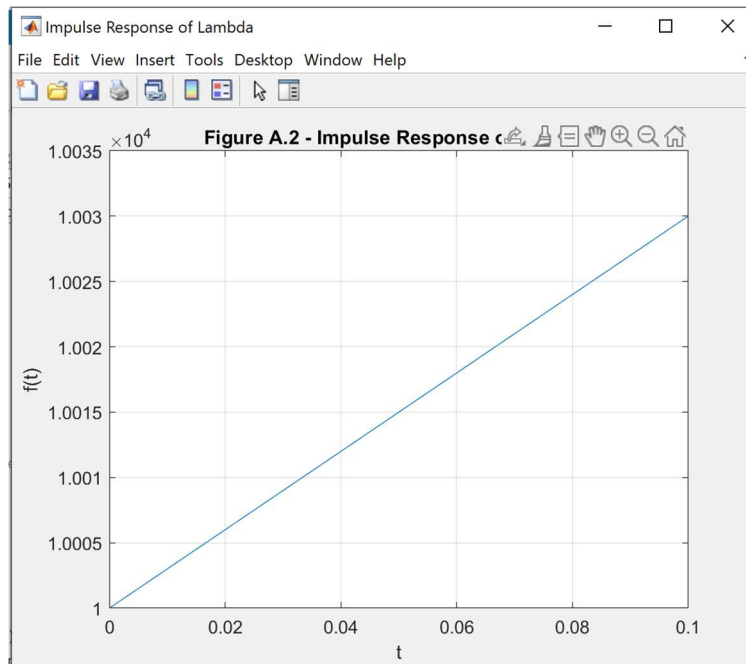 Impulse Response of Lambda
File Edit View Insert Tools Desktop Window Help
×10⁴
Figure A.2 - Impulse Response
1.0035
1.003
1.0025
1.002
1.0015
1.001
1.0005
1
f(t)
0 0.02 0.04 0.06 0.08 0.1
t